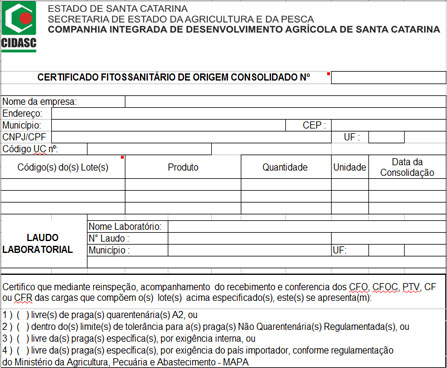 ESTADO DE SANTA CATARINA
SECRETARIA DE ESTADO DA AGRICULTURA E DA PESCA
COMPANHIA INTEGRADA DE DESENVOLVIMENTO AGRÍCOLA DE SANTA CATARINA
CIDASC
CERTIFICADO FITOSSANITÁRIO DE ORIGEM CONSOLIDADO Nº
Nome da empresa:
Endereço:
Município: CEP :
CNPJ/CPF UF :
Código UC nº:
Código(s) do(s) Lote(s) Produto Quantidade Unidade Data da Consolidação
LAUDO LABORATORIAL
Nome Laboratório:
N° Laudo :
Município : UF:
Certifico que mediante reinspeção, acompanhamento do recebimento e conferencia dos CFO, CFOC, PTV, CF
ou CFR das cargas que compõem o(s) lote(s) acima especificado(s), este(s) se apresenta(m):
1 ) ( ) livre(s) de praga(s) quarentenária(s) A2, ou
2 ) ( ) dentro do(s) limite(s) de tolerância para a(s) praga(s) Não Quarentenária(s) Regulamentada(s), ou
3 ) ( ) livre da(s) praga(s) específica(s), por exigência interna, ou
4 ) ( ) livre da(s) praga(s) específica(s), por exigência do país importador, conforme regulamentação
do Ministério da Agricultura, Pecuária e Abastecimento - MAPA